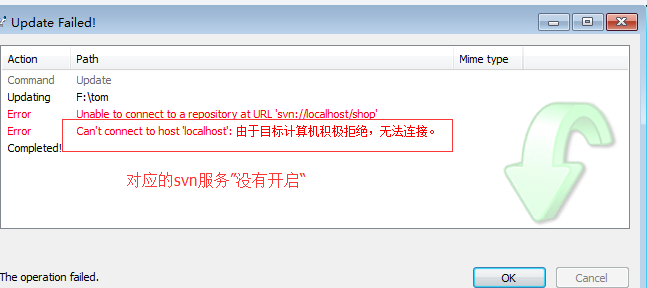 Update Failed!
Action Path Mime type
Command Update
Updating F:\tom
Error Unable to connect to a repository at URL 'svn://localhost/shop'
Error Can't connect to host 'localhost': 由于目标计算机积极拒绝，无法连接。
Completed!
对应的svn服务”没有开启“
The operation failed.
OK Cancel